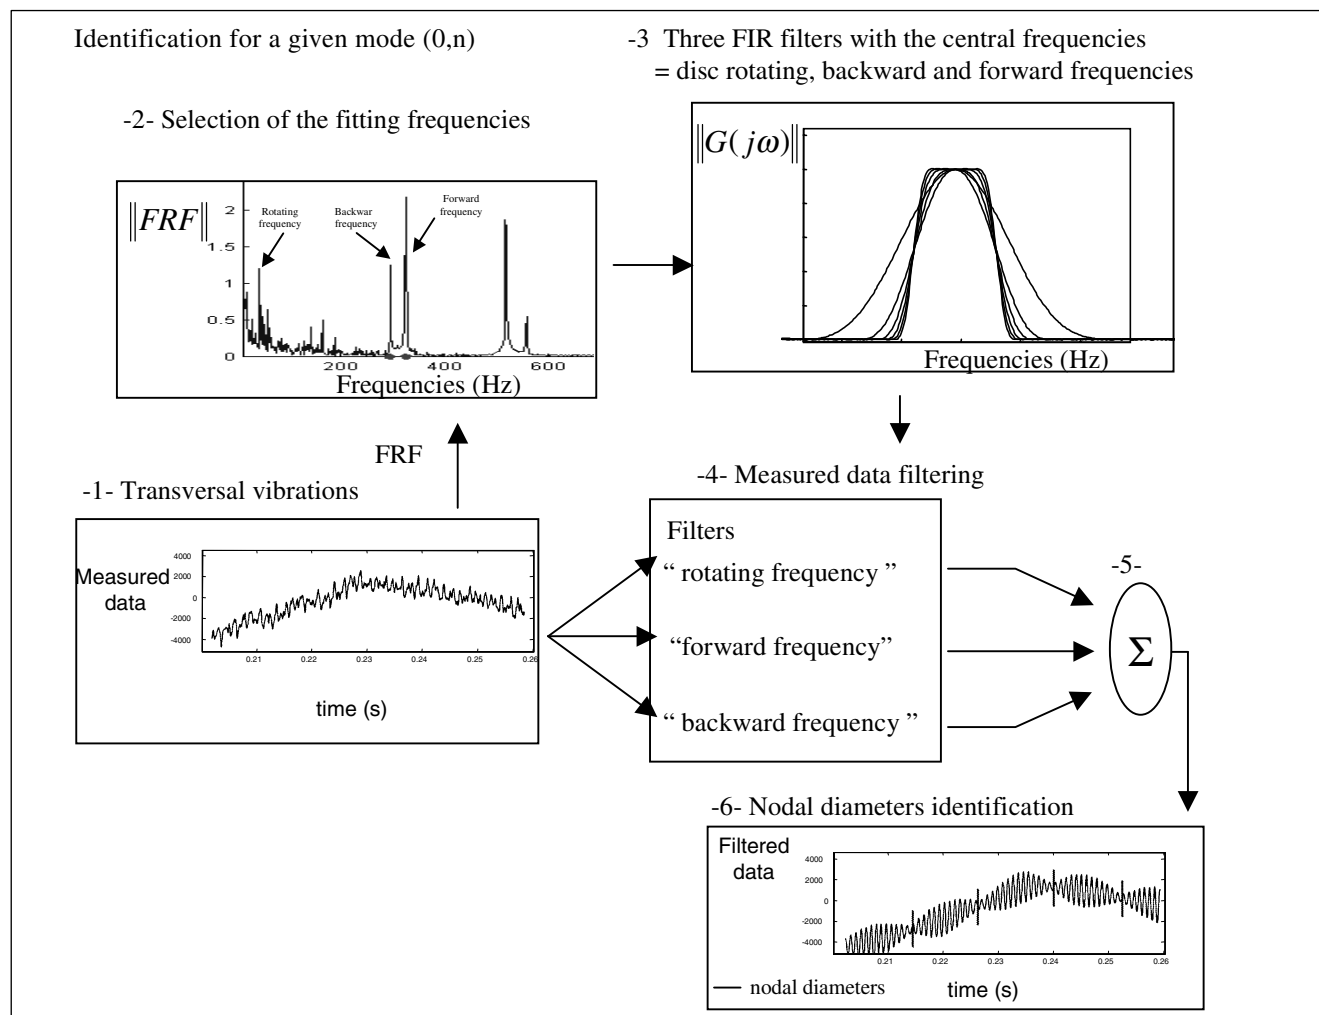 Identification for a given mode (0,n)
-3  Three FIR filters with the central frequencies
= disc rotating, backward and forward frequencies
-2- Selection of the fitting frequencies
||FRF||
2
1.5
1
0.5
0
Rotating
frequency
Backwar
frequency
Forward
frequency
200
400
600
Frequencies (Hz)
||G(jω)||
Frequencies (Hz)
FRF
-1- Transversal vibrations
Measured
data
4000
2000
0
-2000
-4000
0.21
0.22
0.23
0.24
0.25
0.26
time (s)
-4- Measured data filtering
Filters
“ rotating frequency ”
“forward frequency”
“ backward frequency ”
-5-
Σ
-6- Nodal diameters identification
Filtered
data
4000
2000
0
-2000
-4000
0.21
0.22
0.23
0.24
0.25
0.26
nodal diameters
time (s)